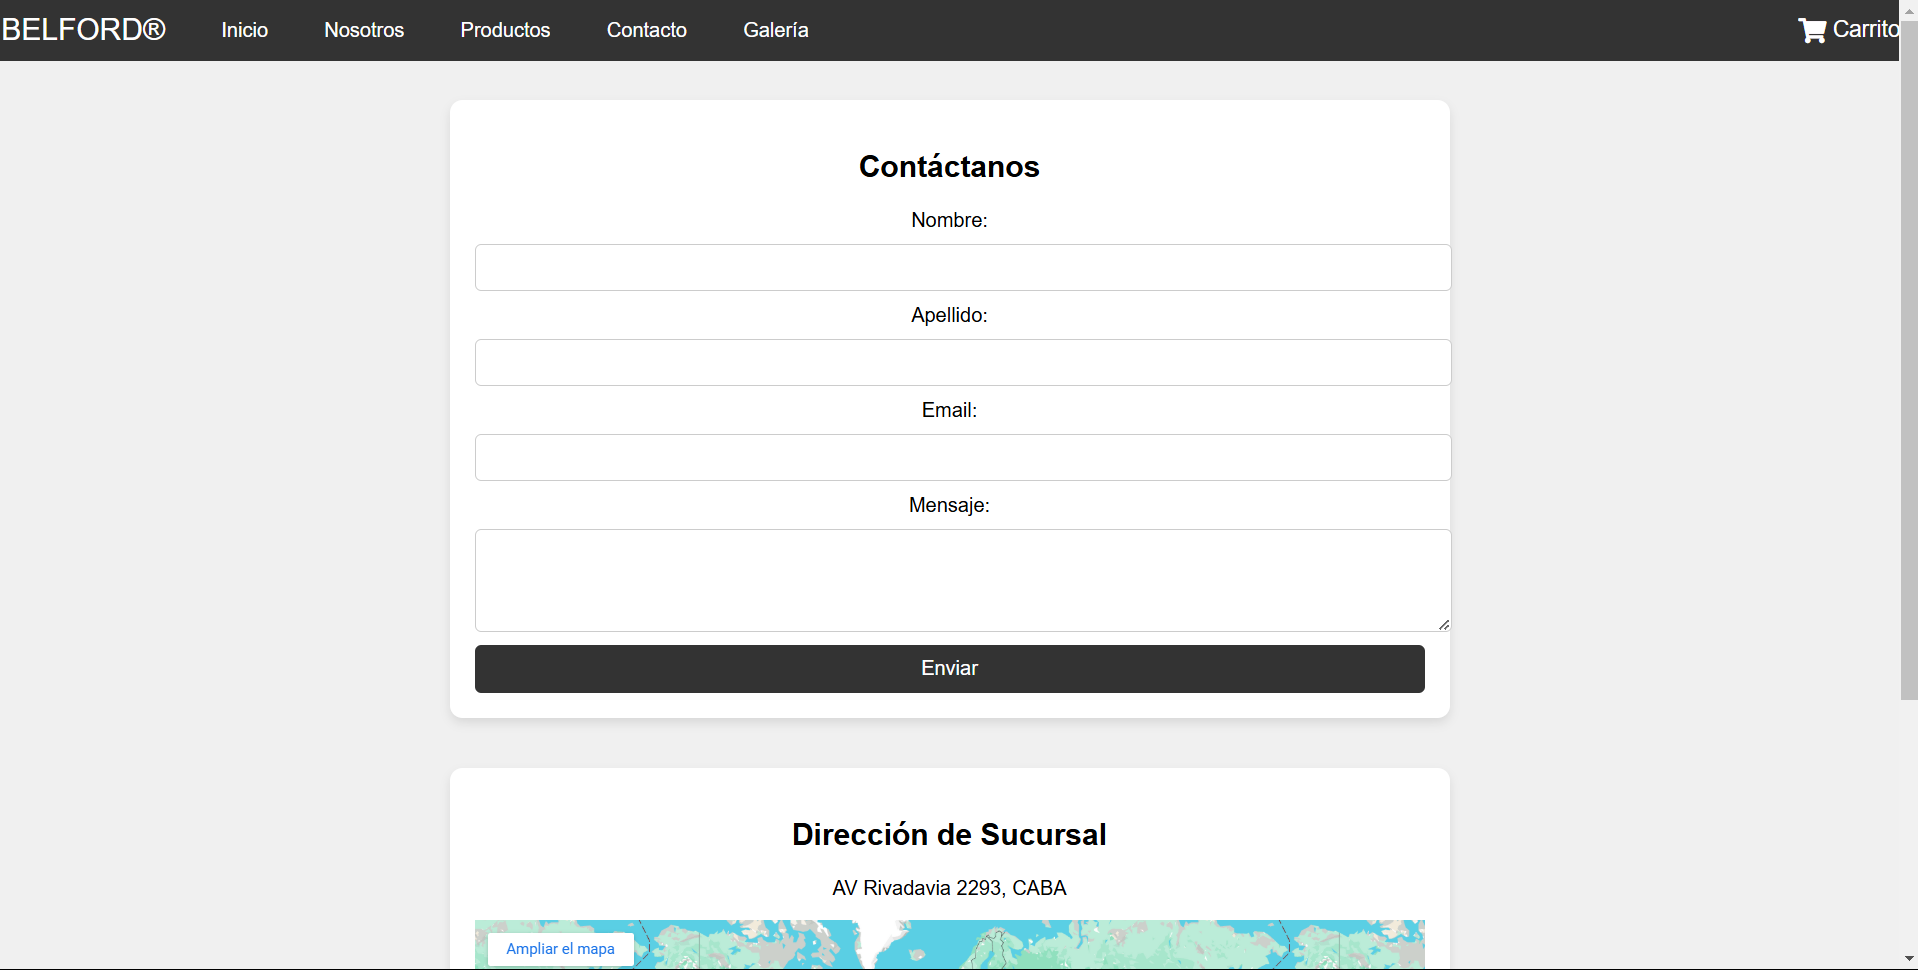 BELFORD® Inicio Nosotros Productos Contacto Galería Carrito
Contáctanos
Nombre:
Apellido:
Email:
Mensaje:
Enviar
Dirección de Sucursal
AV Rivadavia 2293, CABA
Ampliar el mapa